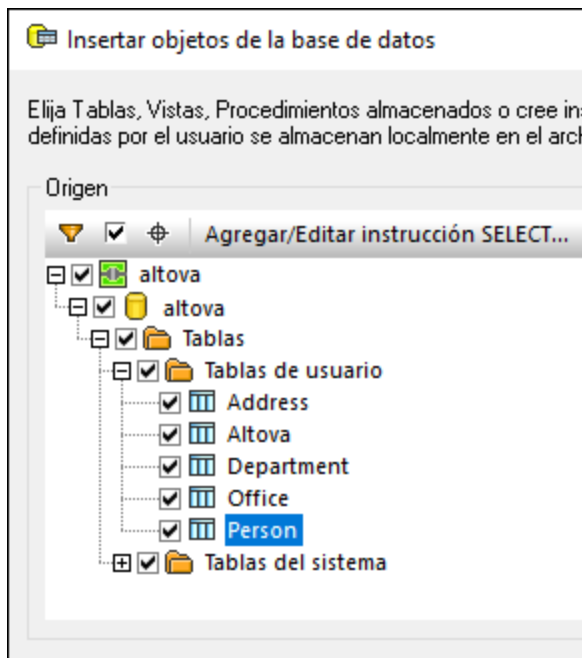 Insertar objetos de la base de datos
Elija Tablas, Vistas, Procedimientos almacenados o cree
definidas por el usuario se almacenan localmente en el
Origen
Agregar/Editar instrucción SELECT...
altova
altova
Tablas
Tablas de usuario
Address
Altova
Department
Office
Person
Tablas del sistema